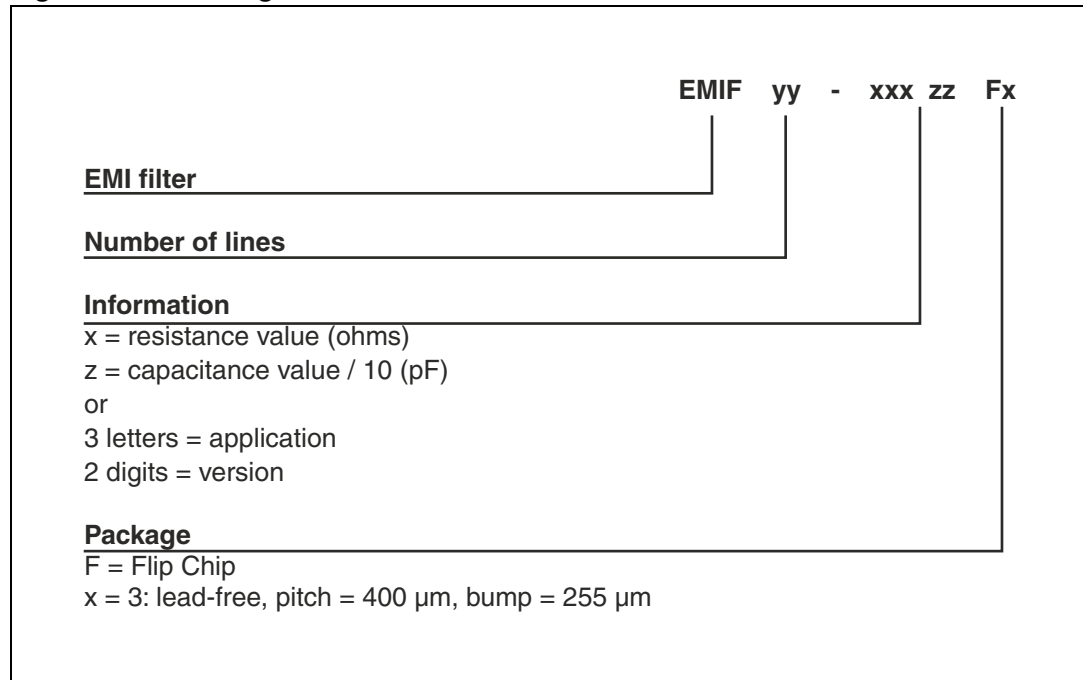 EMIF yy - xxx zz Fx
EMI filter
Number of lines
Information
x = resistance value (ohms)
z = capacitance value / 10 (pF)
or
3 letters = application
2 digits = version
Package
F = Flip Chip
x = 3: lead-free, pitch = 400 µm, bump = 255 µm